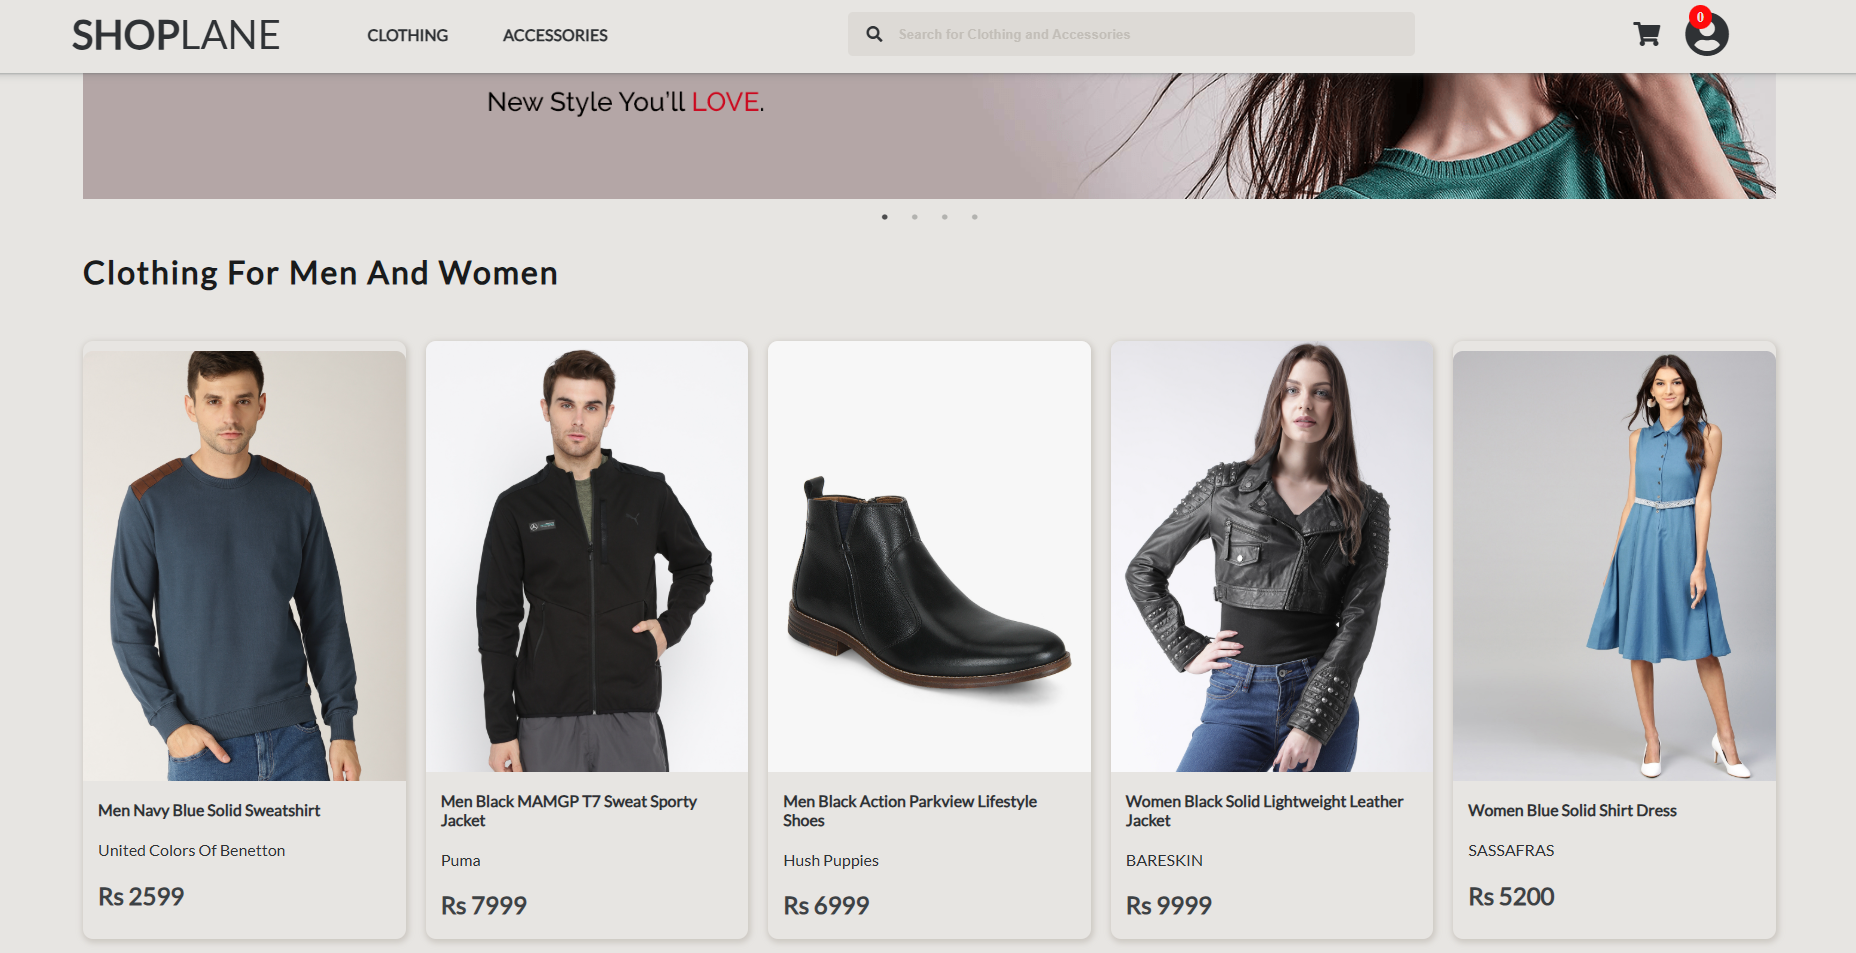 SHOPLANE
CLOTHING
ACCESSORIES
Search for Clothing and Accessories
0
New Style You'll LOVE.
Clothing For Men And Women
Men Navy Blue Solid Sweatshirt
United Colors Of Benetton
Rs 2599
Men Black MAMGP T7 Sweat Sporty
Jacket
Puma
Rs 7999
Men Black Action Parkview Lifestyle
Shoes
Hush Puppies
Rs 6999
Women Black Solid Lightweight Leather
Jacket
BARESKIN
Rs 9999
Women Blue Solid Shirt Dress
SASSAFRAS
Rs 5200